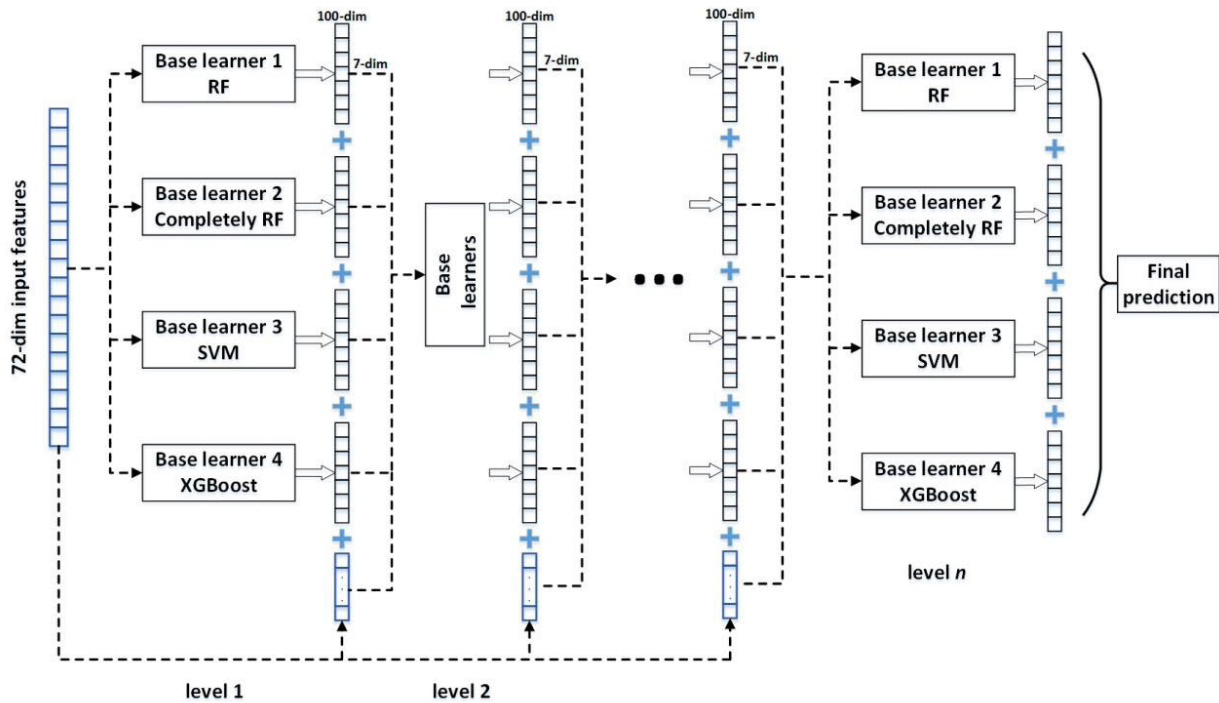 100-dim
100-dim
100-dim
7-dim
7-dim
7-dim
72-dim input features
Base learner 1
RF
Base learner 2
Completely RF
Base learner 3
SVM
Base learner 4
XGBoost
Base
learners
Base learner 1
RF
Base learner 2
Completely RF
Base learner 3
SVM
Base learner 4
XGBoost
Final
prediction
level 1
level 2
level n